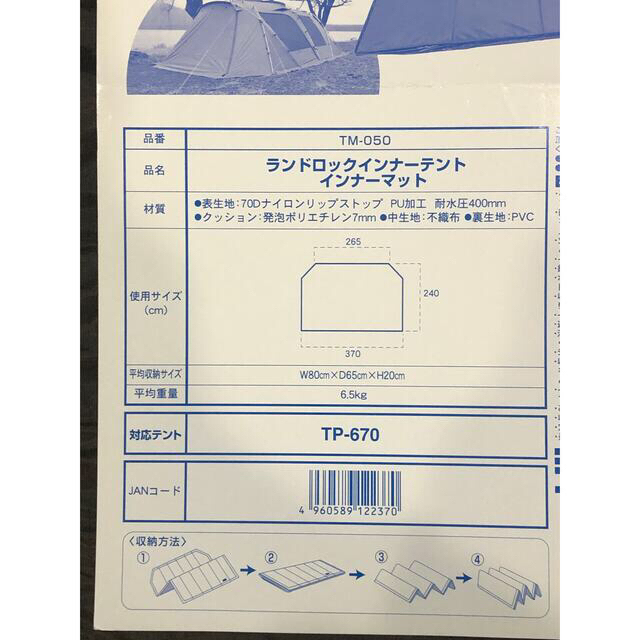 品番 TM-050
品名 ランドロックインナーテント
インナーマット
材質 ●表生地:70Dナイロンリップストップ PU加工 耐水圧400mm
●クッション:発泡ポリエチレン7mm ●中生地:不織布 ●裏生地:PVC
使用サイズ
(cm)
265
240
370
平均収納サイズ W80cm×D65cm×H20cm
平均重量 6.5kg
対応テント TP-670
JANコード
4 960589 122370
〈収納方法〉
① ② ③ ④